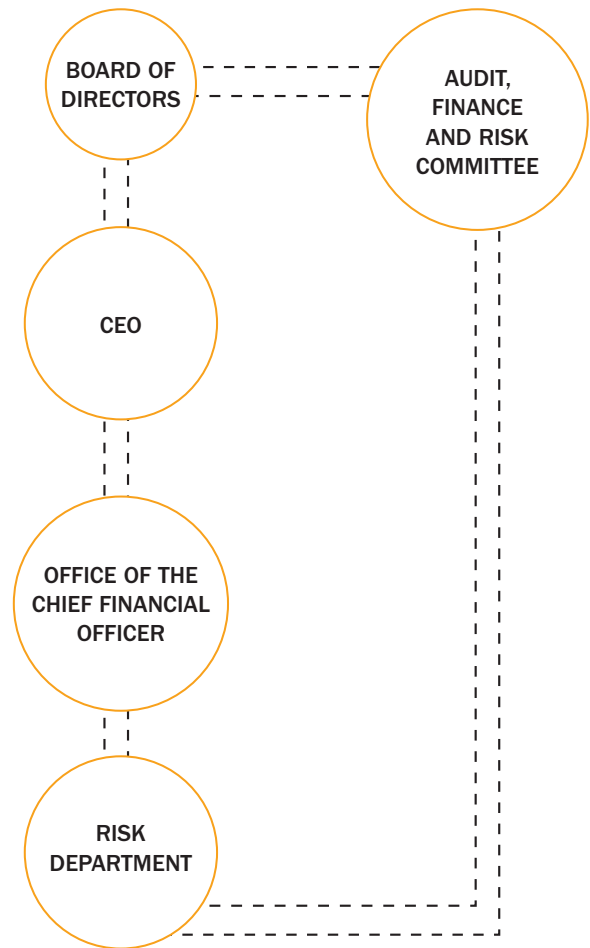 BOARD OF
DIRECTORS
AUDIT,
FINANCE
AND RISK
COMMITTEE
CEO
OFFICE OF THE
CHIEF FINANCIAL
OFFICER
RISK
DEPARTMENT